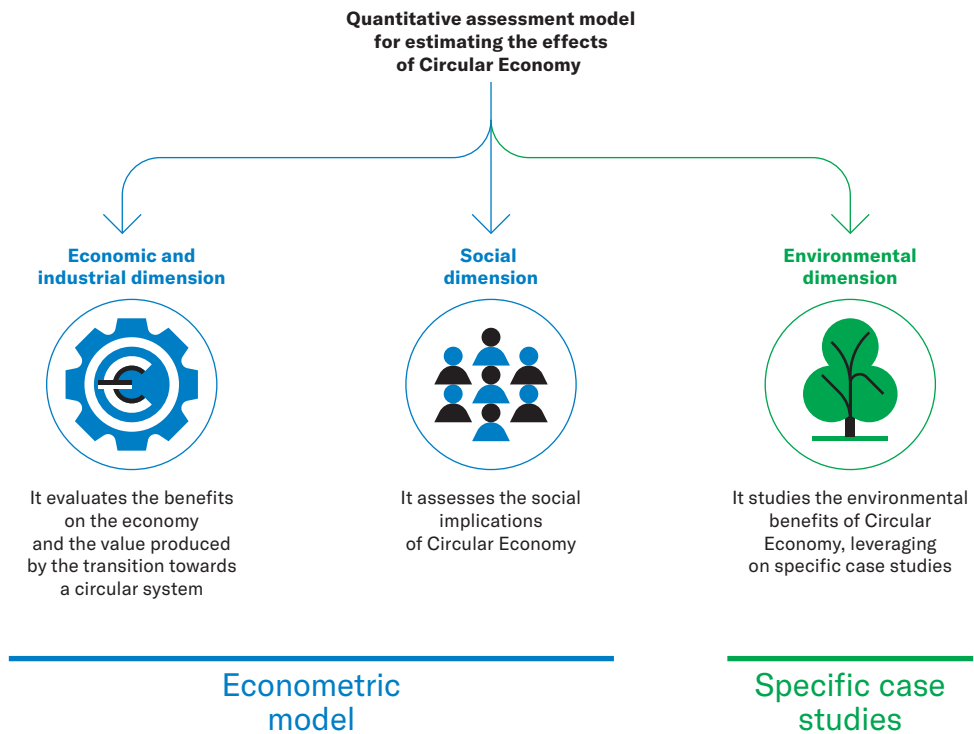 Quantitative assessment model
for estimating the effects
of Circular Economy
Economic and
industrial dimension
It evaluates the benefits
on the economy
and the value produced
by the transition towards
a circular system
Social
dimension
It assesses the social
implications
of Circular Economy
Environmental
dimension
It studies the environmental
benefits of Circular
Economy, leveraging
on specific case studies
Econometric
model
Specific case
studies